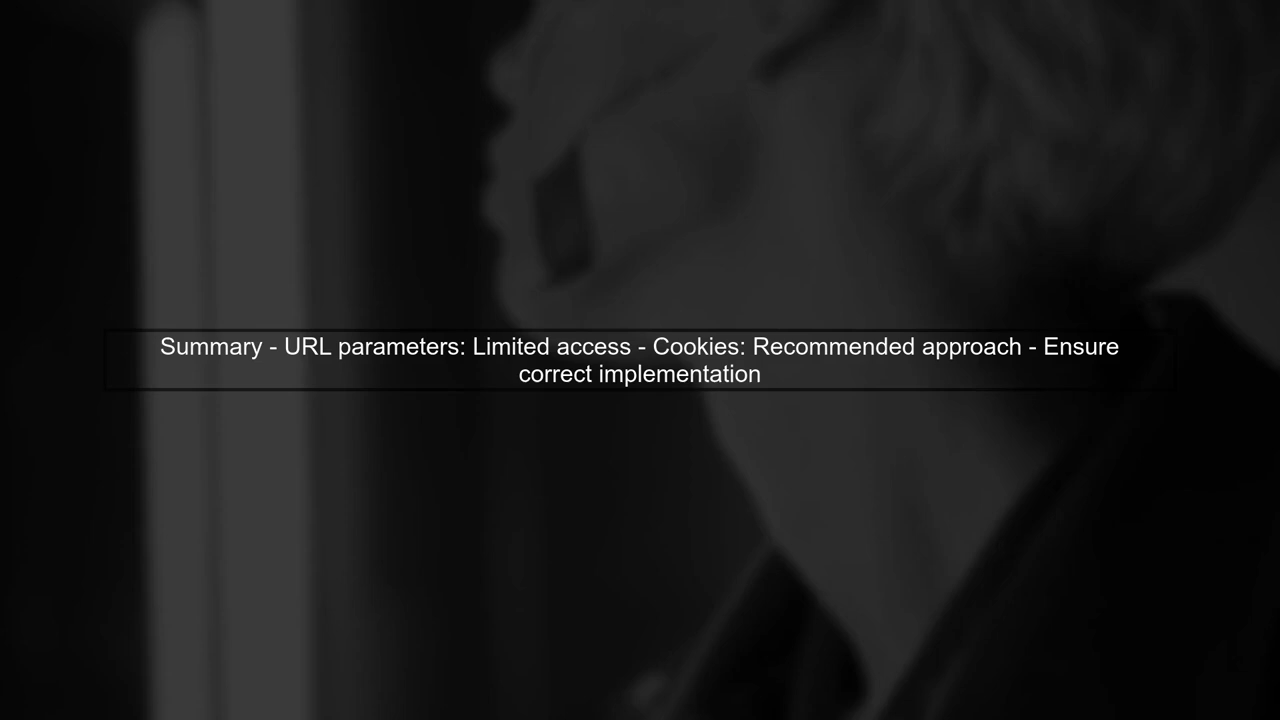 Summary - URL parameters: Limited access - Cookies: Recommended approach - Ensure
correct implementation